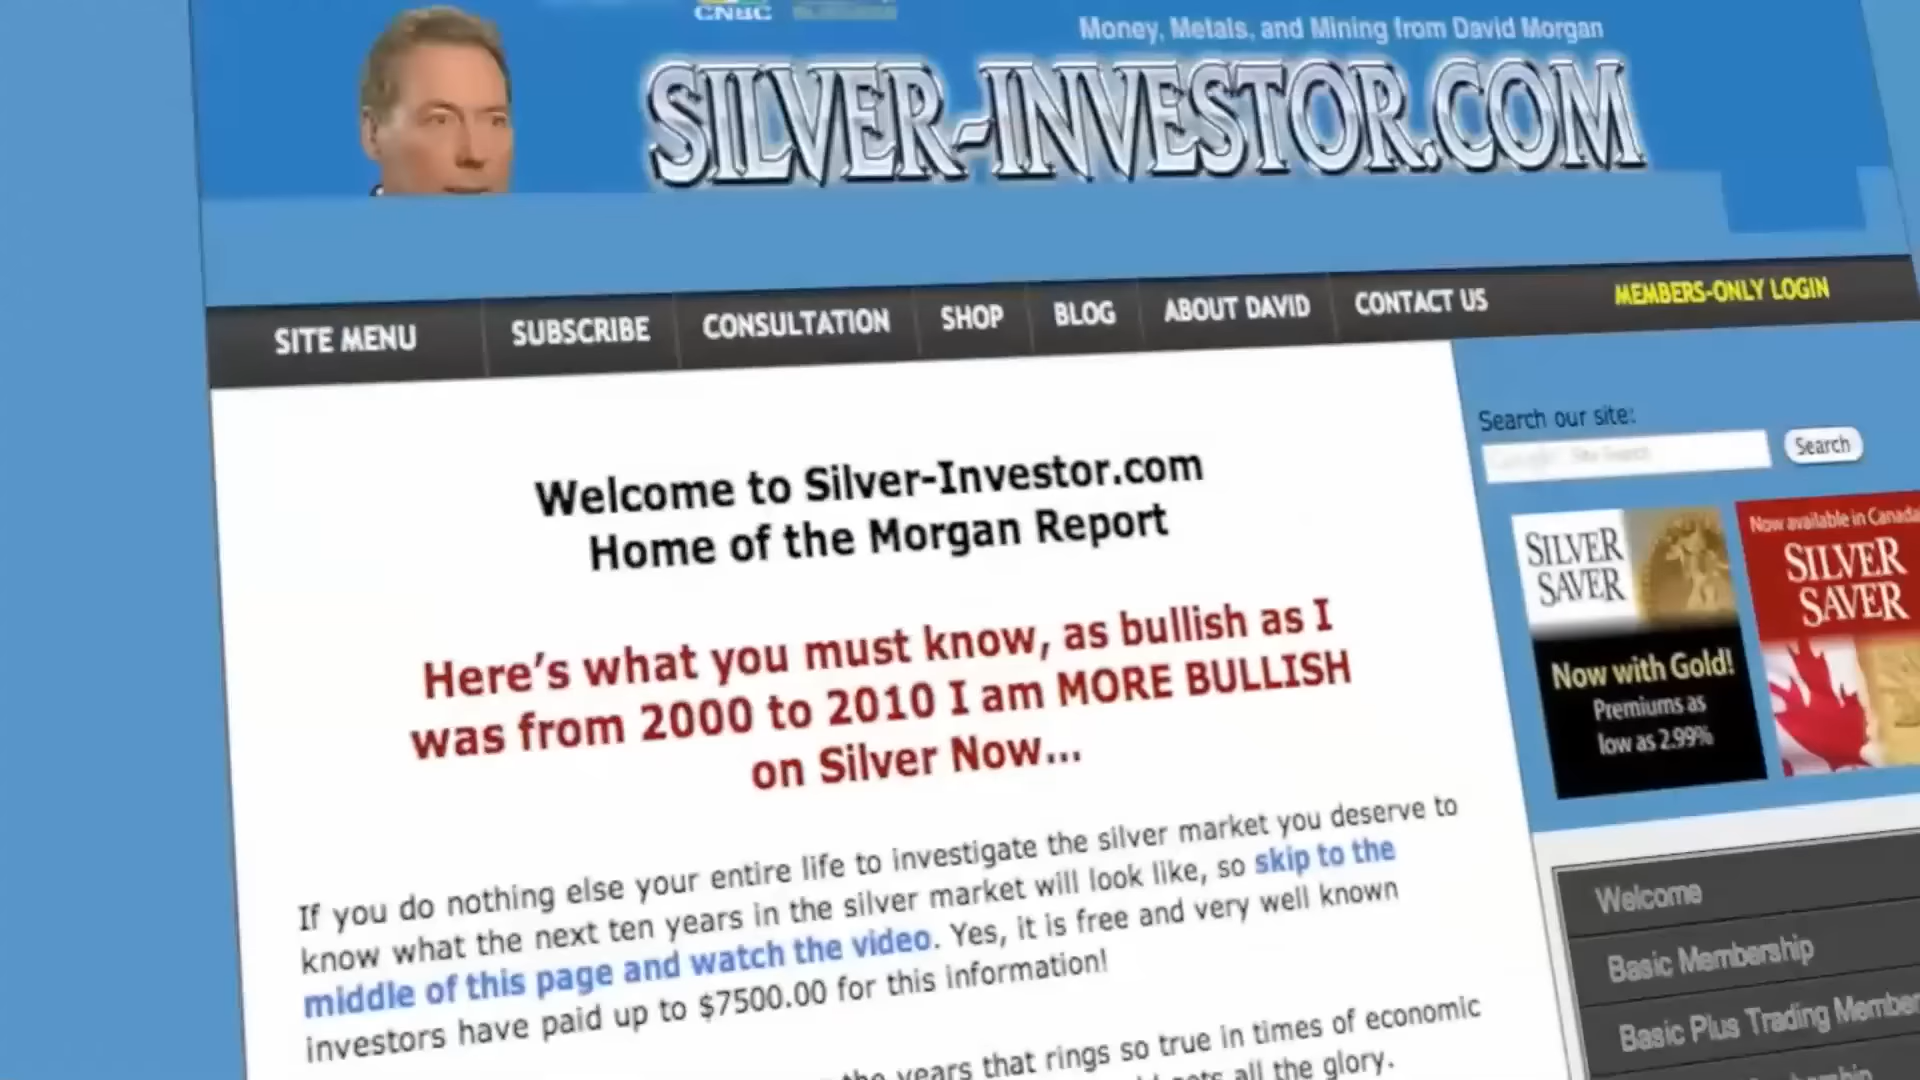 CNBC
Money, Metals, and Mining from David Morgan
SILVER-INVESTOR.COM
SITE MENU SUBSCRIBE CONSULTATION SHOP BLOG ABOUT DAVID CONTACT US MEMBERS-ONLY LOGIN
Welcome to Silver-Investor.com
Home of the Morgan Report
Here's what you must know, as bullish as I
was from 2000 to 2010 I am MORE BULLISH
on Silver Now...
If you do nothing else your entire life to investigate the silver market you deserve to
know what the next ten years in the silver market will look like, so skip to the
middle of this page and watch the video. Yes, it is free and very well known
investors have paid up to $7500.00 for this information!
the years that rings so true in times of economic
all the glory.
Search our site:
Search
SILVER
SAVER
Now with Gold!
Premiums as
low as 2.99%
Now available in Canada
SILVER
SAVER
Welcome
Basic Membership
Basic Plus Trading Member